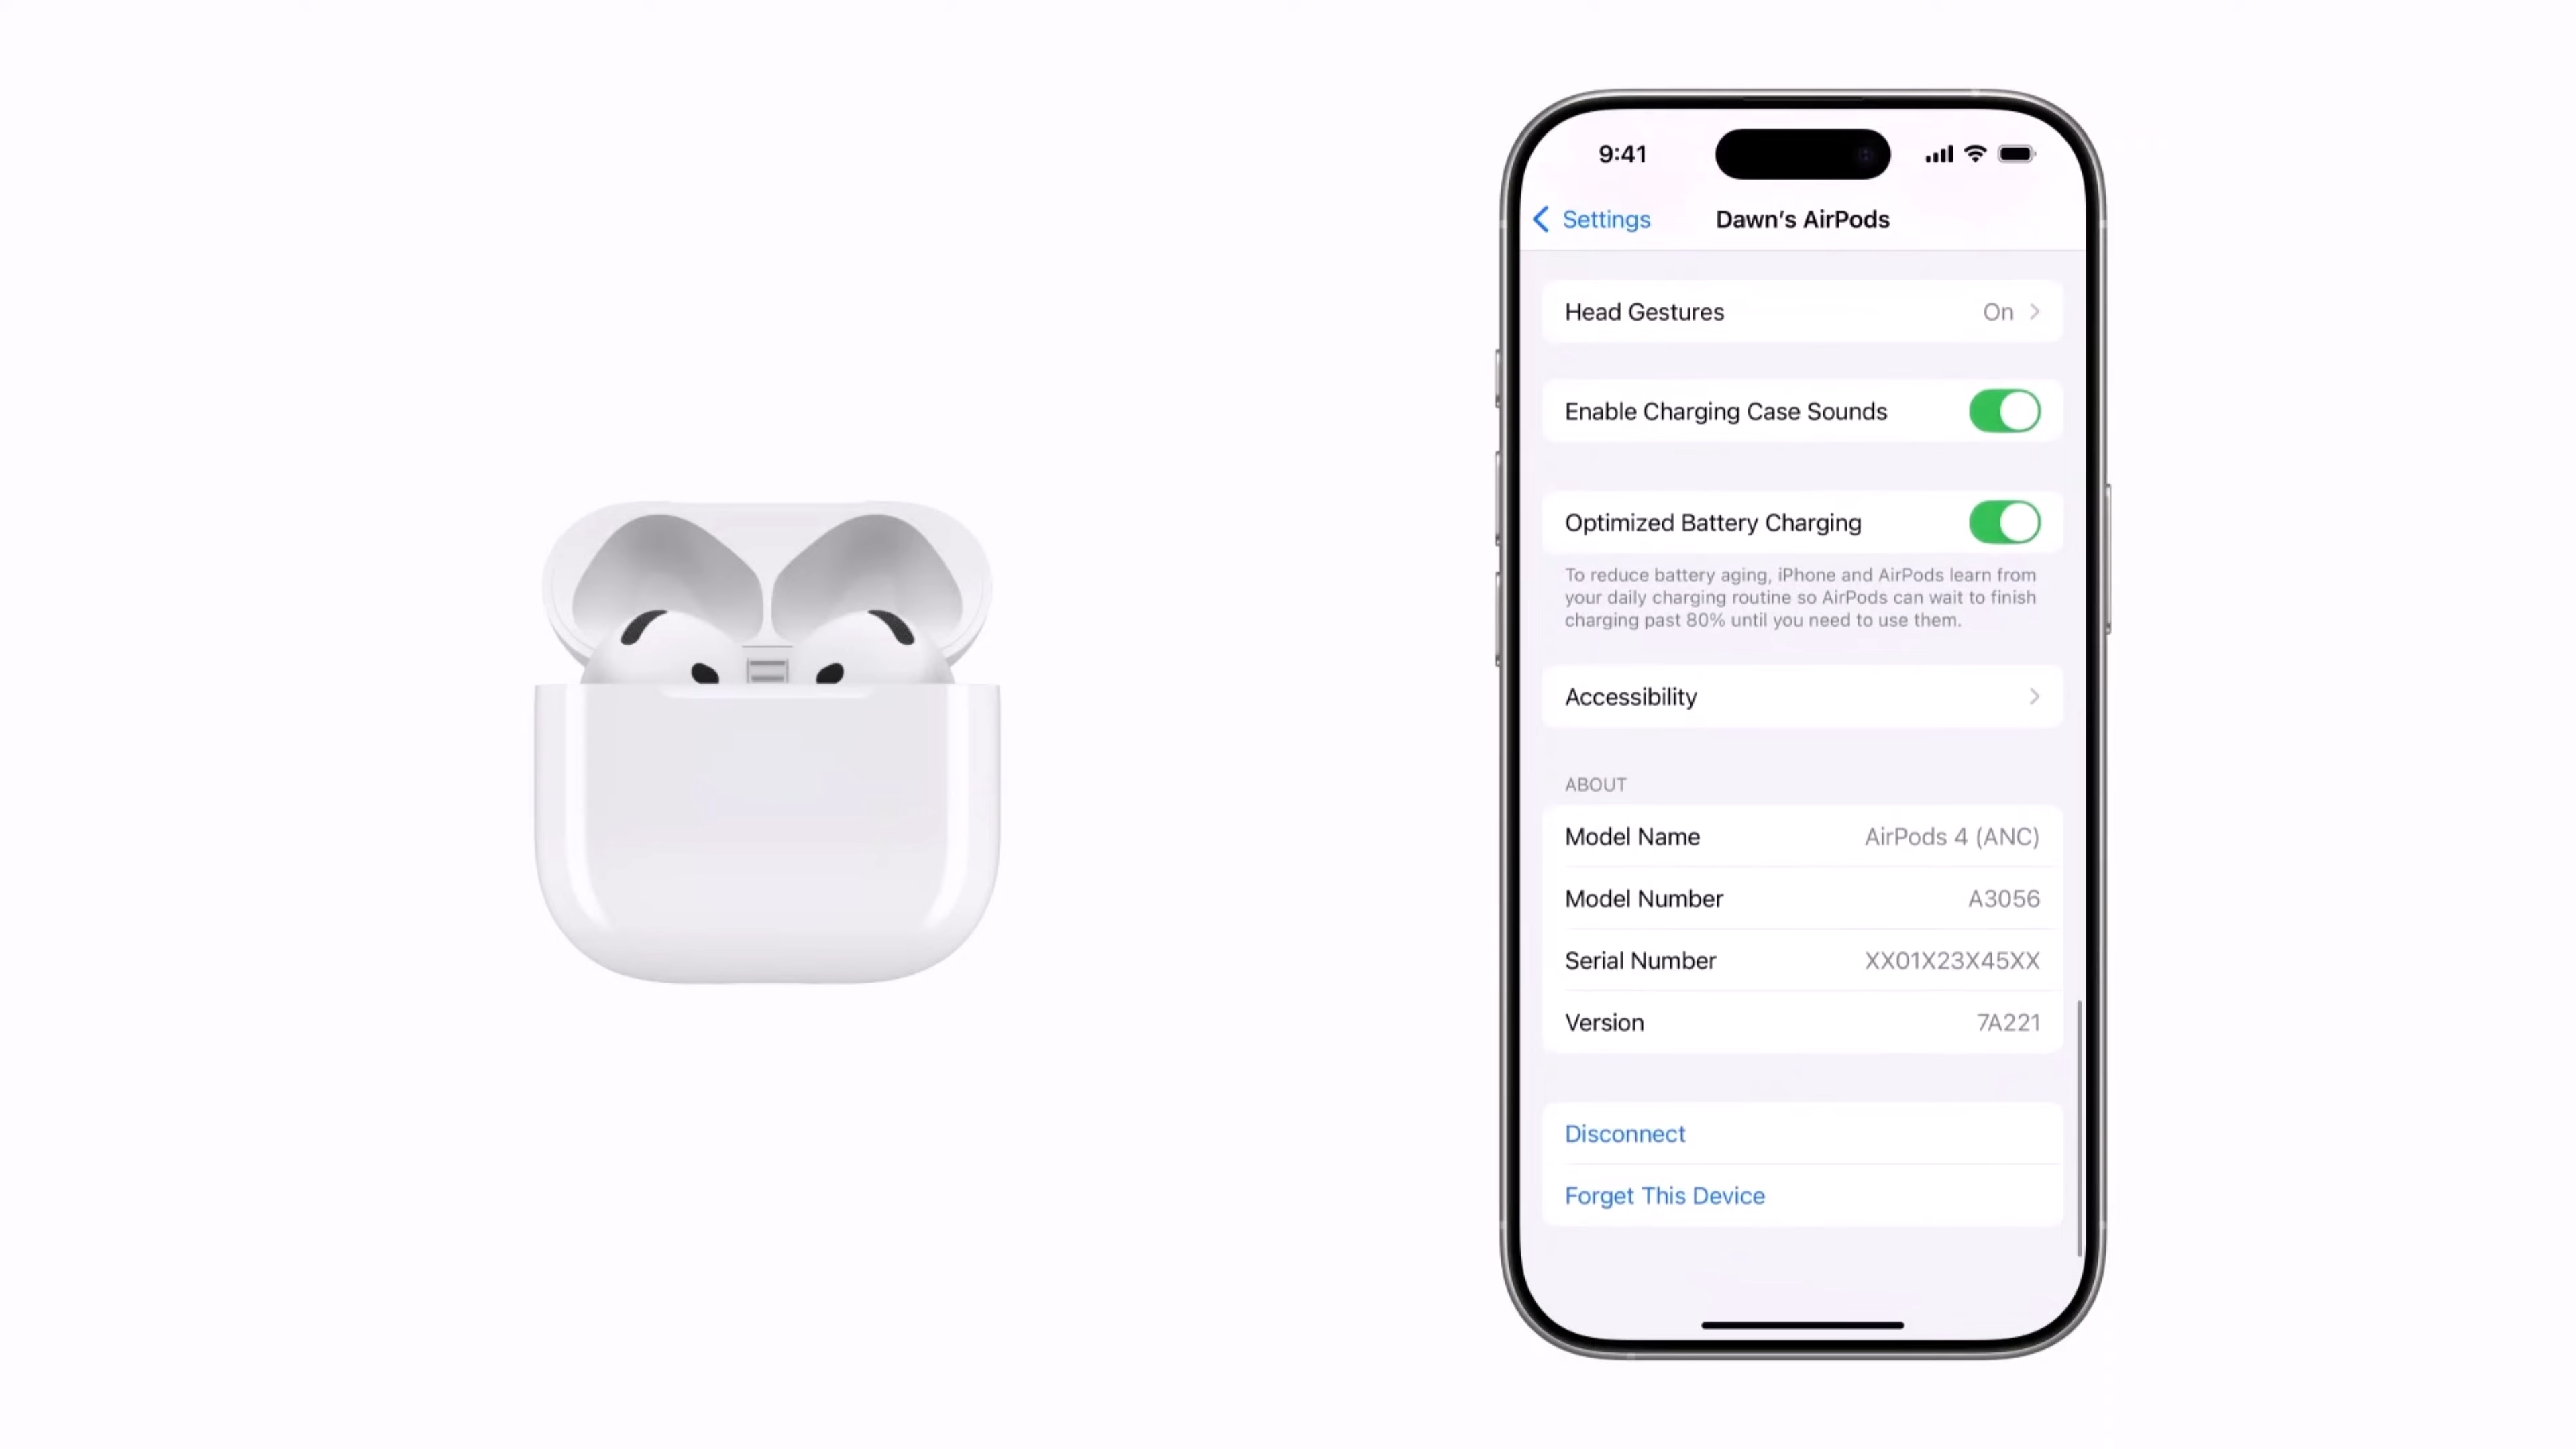 9:41
Settings
Dawn’s AirPods
Head Gestures
On
Enable Charging Case Sounds
Optimized Battery Charging
To reduce battery aging, iPhone and AirPods learn from
your daily charging routine so AirPods can wait to finish
charging past 80% until you need to use them.
Accessibility
ABOUT
Model Name
AirPods 4 (ANC)
Model Number
A3056
Serial Number
XX01X23X45XX
Version
7A221
Disconnect
Forget This Device